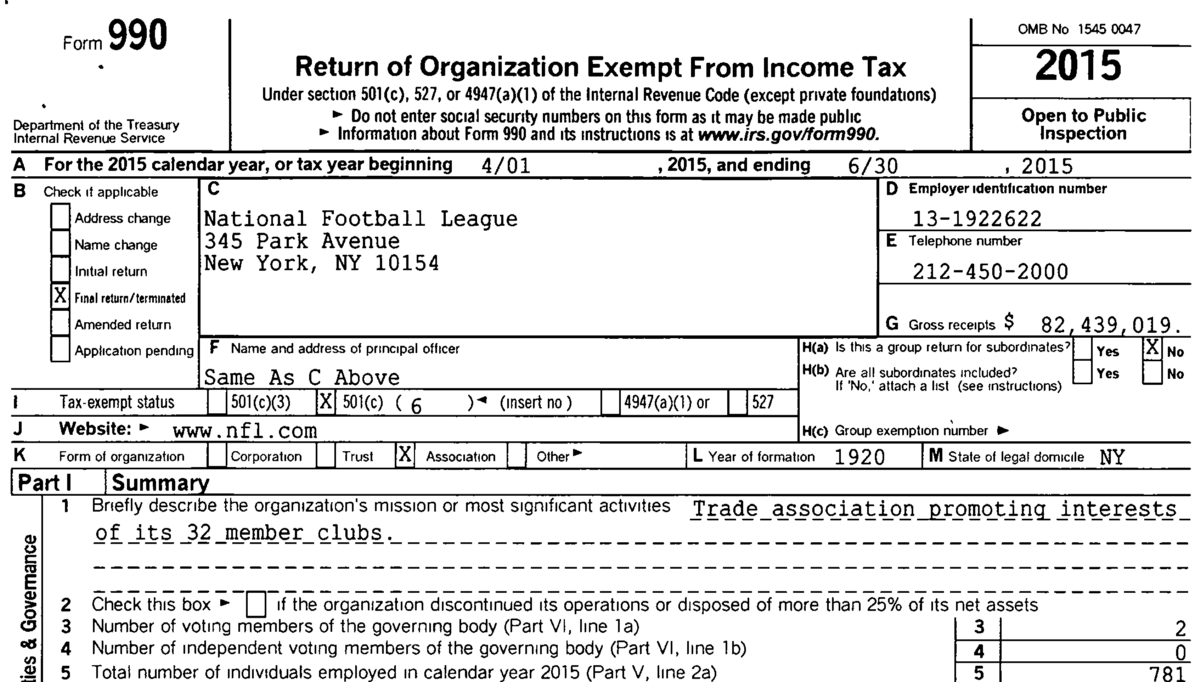 Form 990
OMB No 1545 0047
Return of Organization Exempt From Income Tax
2015
Under section 501(c), 527, or 4947(a)(1) of the Internal Revenue Code (except private foundations)
► Do not enter social security numbers on this form as it may be made public
Open to Public Inspection
Department of the Treasury
Internal Revenue Service
► Information about Form 990 and its instructions is at www.irs.gov/form990.
A For the 2015 calendar year, or tax year beginning 4/01 , 2015, and ending 6/30 , 2015
B Check if applicable
Address change
Name change
Initial return
X Final return/terminated
Amended return
Application pending
C
National Football League
345 Park Avenue
New York, NY 10154
D Employer identification number
13-1922622
E Telephone number
212-450-2000
G Gross receipts $ 82,439,019.
F Name and address of principal officer
Same As C Above
H(a) Is this a group return for subordinates? Yes X No
H(b) Are all subordinates included? Yes No
If 'No,' attach a list (see instructions)
I Tax-exempt status 501(c)(3) X 501(c) ( 6 )◄ (insert no ) 4947(a)(1) or 527
J Website: ► www.nfl.com
H(c) Group exemption number ►
K Form of organization Corporation Trust X Association Other► L Year of formation 1920 M State of legal domicile NY
Part I Summary
1 Briefly describe the organization's mission or most significant activities Trade association promoting interests
of its 32 member clubs.
2 Check this box ► if the organization discontinued its operations or disposed of more than 25% of its net assets
3 Number of voting members of the governing body (Part VI, line 1a) 3 2
4 Number of independent voting members of the governing body (Part VI, line 1b) 4 0
5 Total number of individuals employed in calendar year 2015 (Part V, line 2a) 5 781
ties & Governance